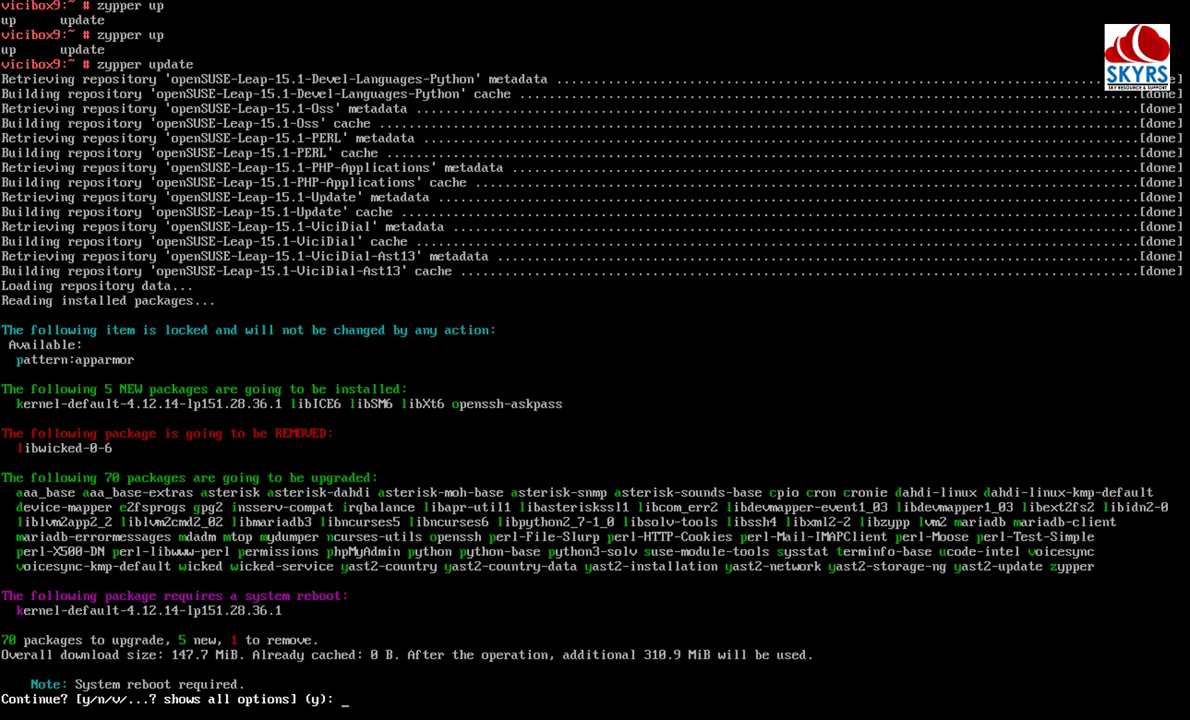 vicibox9:~ # zypper up
up      update
vicibox9:~ # zypper up
up      update
vicibox9:~ # zypper update
Retrieving repository 'openSUSE-Leap-15.1-Devel-Languages-Python' metadata ...........................................................................[done]
Building repository 'openSUSE-Leap-15.1-Devel-Languages-Python' cache ................................................................................[done]
Retrieving repository 'openSUSE-Leap-15.1-Oss' metadata ..............................................................................................[done]
Building repository 'openSUSE-Leap-15.1-Oss' cache ...................................................................................................[done]
Retrieving repository 'openSUSE-Leap-15.1-PERL' metadata .............................................................................................[done]
Building repository 'openSUSE-Leap-15.1-PERL' cache ..................................................................................................[done]
Retrieving repository 'openSUSE-Leap-15.1-PHP-Applications' metadata .................................................................................[done]
Building repository 'openSUSE-Leap-15.1-PHP-Applications' cache ......................................................................................[done]
Retrieving repository 'openSUSE-Leap-15.1-Update' metadata ...........................................................................................[done]
Building repository 'openSUSE-Leap-15.1-Update' cache ................................................................................................[done]
Retrieving repository 'openSUSE-Leap-15.1-ViciDial' metadata .........................................................................................[done]
Building repository 'openSUSE-Leap-15.1-ViciDial' cache ..............................................................................................[done]
Retrieving repository 'openSUSE-Leap-15.1-ViciDial-Ast13' metadata ...................................................................................[done]
Building repository 'openSUSE-Leap-15.1-ViciDial-Ast13' cache ........................................................................................[done]
Loading repository data...
Reading installed packages...
The following item is locked and will not be changed by any action:
Available:
pattern:apparmor
The following 5 NEW packages are going to be installed:
kernel-default-4.12.14-lp151.28.36.1 libICE6 libSM6 libXt6 openssh-askpass
The following package is going to be REMOVED:
libwicked-0-6
The following 70 packages are going to be upgraded:
aaa_base aaa_base-extras asterisk asterisk-dahdi asterisk-moh-base asterisk-snmp asterisk-sounds-base cpio cron cronie dahdi-linux dahdi-linux-kmp-default
device-mapper e2fsprogs gpg2 insserv-compat irqbalance libapr-util1 libasteriskssl1 libcom_err2 libdevmapper-event1_03 libdevmapper1_03 libext2fs2 libidn2-0
liblvm2app2_2 liblvm2cmd2_02 libmariadb3 libncurses5 libncurses6 libpython2_7-1_0 libsolv-tools libssh4 libxml2-2 libzypp lvm2 mariadb mariadb-client
mariadb-errormessages mdadm mtop mydumper ncurses-utils openssh perl-File-Slurp perl-HTTP-Cookies perl-Mail-IMAPClient perl-Moose perl-Test-Simple
perl-X500-DN perl-libwww-perl permissions phpMyAdmin python python-base python3-solv suse-module-tools sysstat terminfo-base ucode-intel voicesync
voicesync-kmp-default wicked wicked-service yast2-country yast2-country-data yast2-installation yast2-network yast2-storage-ng yast2-update zypper
The following package requires a system reboot:
kernel-default-4.12.14-lp151.28.36.1
70 packages to upgrade, 5 new, 1 to remove.
Overall download size: 147.7 MiB. Already cached: 0 B. After the operation, additional 310.9 MiB will be used.
Note: System reboot required.
Continue? [y/n/v/...? shows all options] (y): _
SKYRS
SKY RESOURCE & SUPPORT